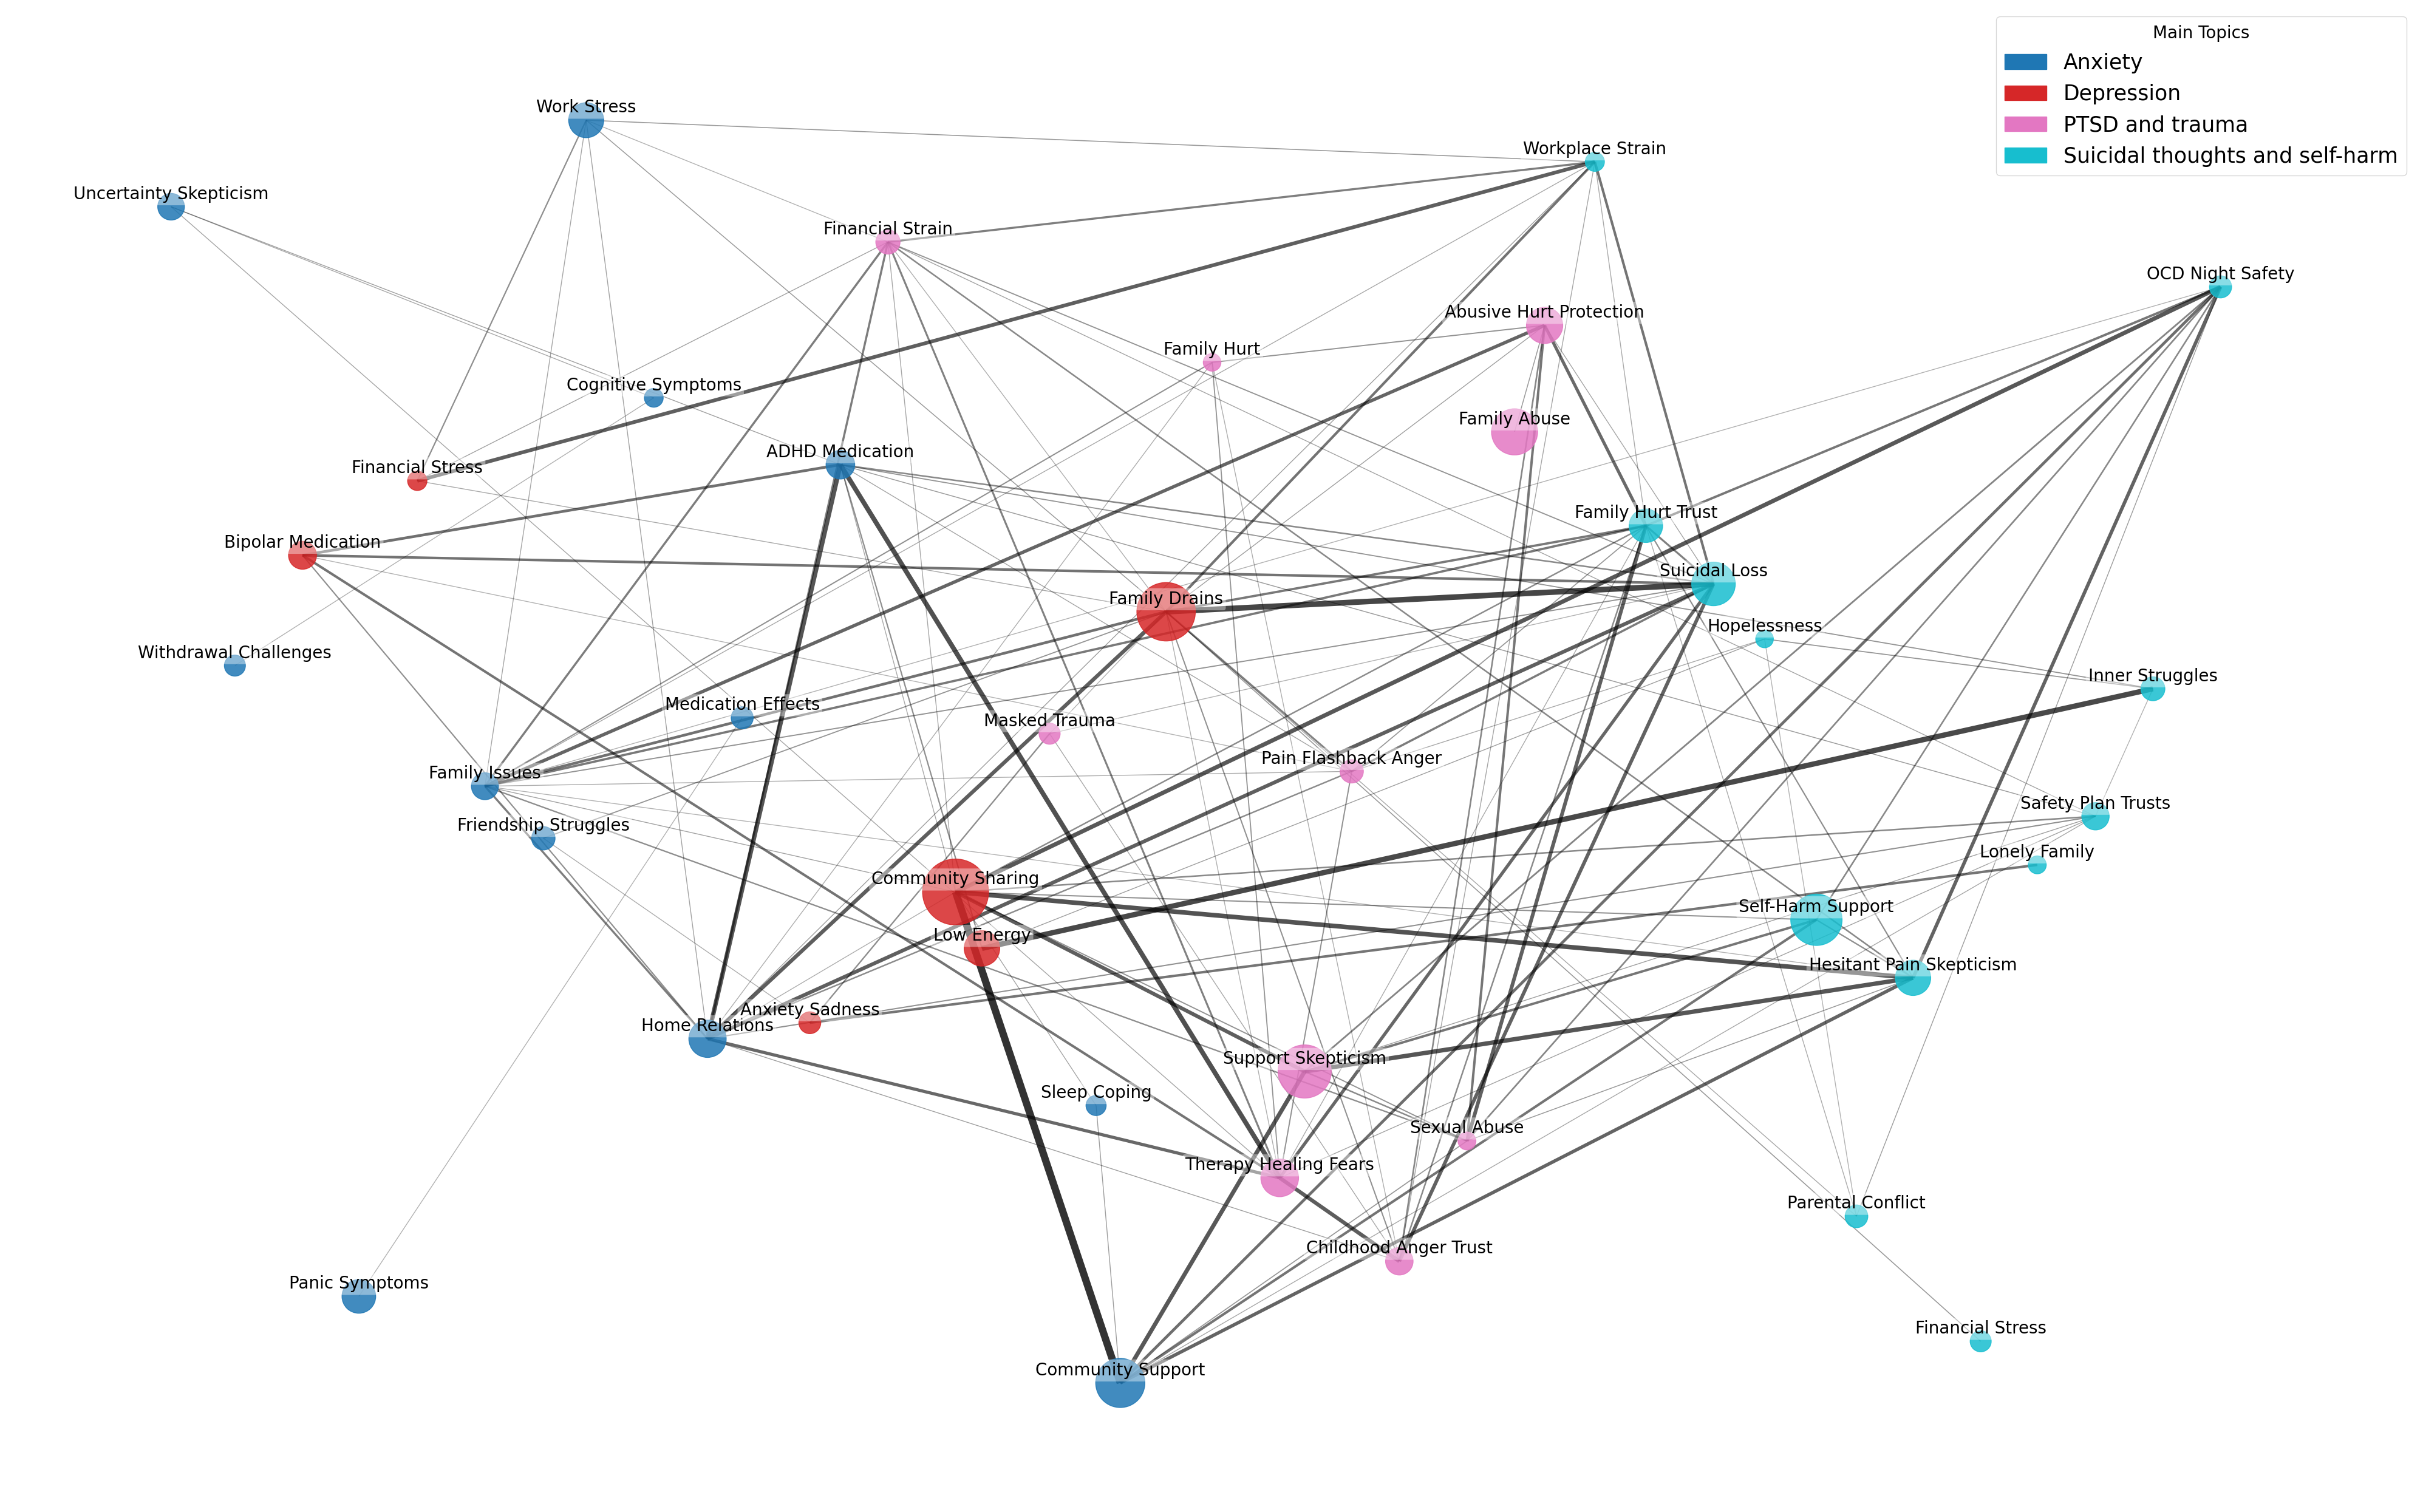 Main Topics
Anxiety
Depression
PTSD and trauma
Suicidal thoughts and self-harm
Work Stress
Workplace Strain
Uncertainty Skepticism
Financial Strain
OCD Night Safety
Abusive Hurt Protection
Family Hurt
Cognitive Symptoms
Family Abuse
ADHD Medication
Financial Stress
Family Hurt Trust
Bipolar Medication
Suicidal Loss
Family Drains
Hopelessness
Withdrawal Challenges
Inner Struggles
Medication Effects
Masked Trauma
Pain Flashback Anger
Family Issues
Safety Plan Trusts
Friendship Struggles
Lonely Family
Community Sharing
Self-Harm Support
Low Energy
Hesitant Pain Skepticism
Anxiety Sadness
Home Relations
Support Skepticism
Sleep Coping
Sexual Abuse
Therapy Healing Fears
Parental Conflict
Childhood Anger Trust
Panic Symptoms
Financial Stress
Community Support